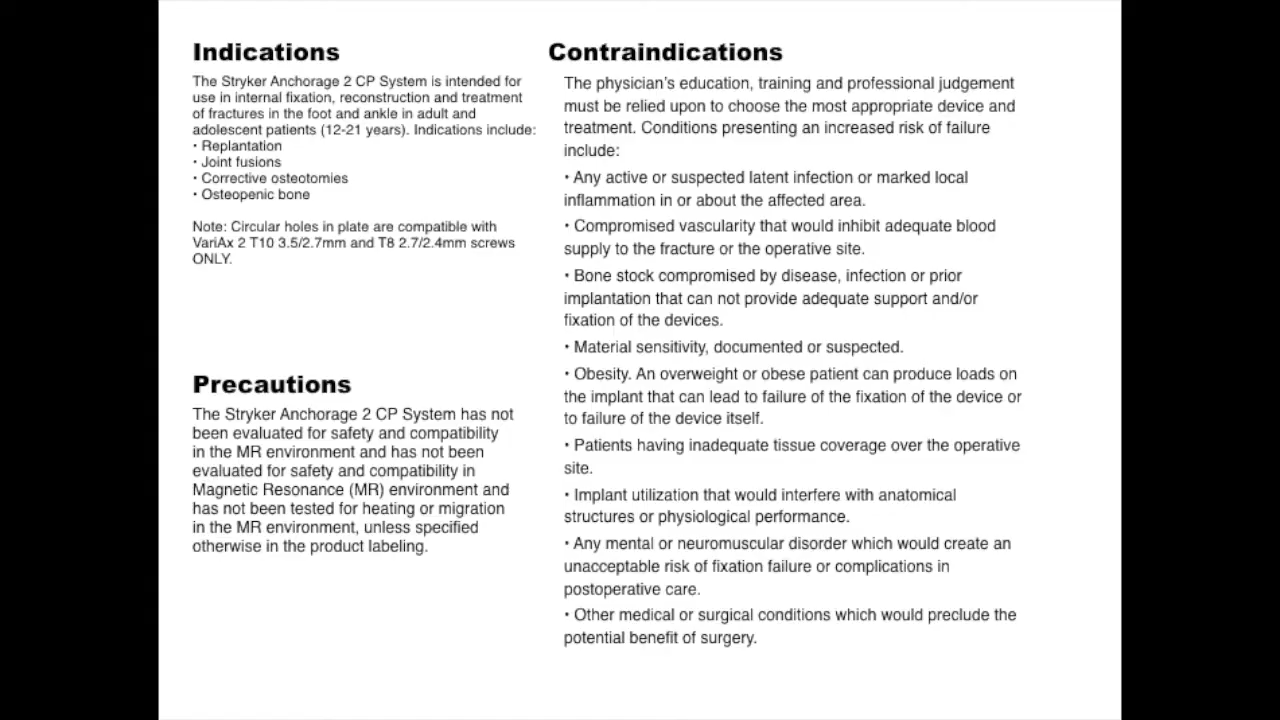 Indications
The Stryker Anchorage 2 CP System is intended for
use in internal fixation, reconstruction and treatment
of fractures in the foot and ankle in adult and
adolescent patients (12-21 years). Indications include:
• Replantation
• Joint fusions
• Corrective osteotomies
• Osteopenic bone
Note: Circular holes in plate are compatible with
VariAx 2 T10 3.5/2.7mm and T8 2.7/2.4mm screws
ONLY.
Precautions
The Stryker Anchorage 2 CP System has not
been evaluated for safety and compatibility
in the MR environment and has not been
evaluated for safety and compatibility in
Magnetic Resonance (MR) environment and
has not been tested for heating or migration
in the MR environment, unless specified
otherwise in the product labeling.
Contraindications
The physician's education, training and professional judgement
must be relied upon to choose the most appropriate device and
treatment. Conditions presenting an increased risk of failure
include:
• Any active or suspected latent infection or marked local
inflammation in or about the affected area.
• Compromised vascularity that would inhibit adequate blood
supply to the fracture or the operative site.
• Bone stock compromised by disease, infection or prior
implantation that can not provide adequate support and/or
fixation of the devices.
• Material sensitivity, documented or suspected.
• Obesity. An overweight or obese patient can produce loads on
the implant that can lead to failure of the fixation of the device or
to failure of the device itself.
• Patients having inadequate tissue coverage over the operative
site.
• Implant utilization that would interfere with anatomical
structures or physiological performance.
• Any mental or neuromuscular disorder which would create an
unacceptable risk of fixation failure or complications in
postoperative care.
• Other medical or surgical conditions which would preclude the
potential benefit of surgery.